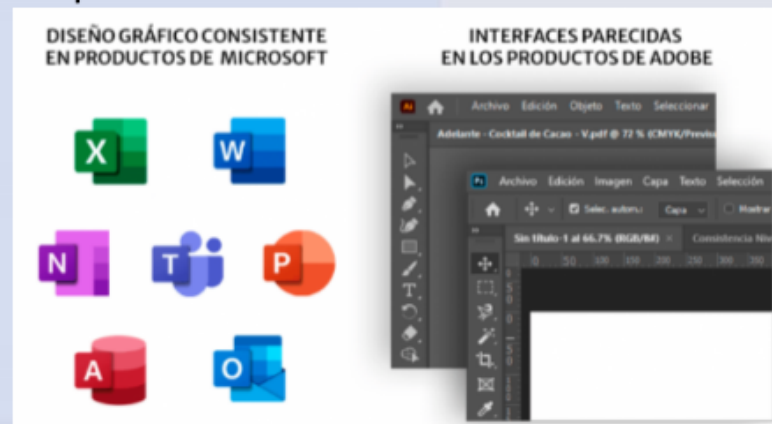 DISEÑO GRÁFICO CONSISTENTE
EN PRODUCTOS DE MICROSOFT
X
W
N
T
P
A
O
INTERFACES PARECIDAS
EN LOS PRODUCTOS DE ADOBE
Ai Archivo Edición Objeto Texto Seleccionar
Adelante - Cocktail de Cacao - V.pdf @ 72 % (CMYK/Previsu
Ps Archivo Edición Imagen Capa Texto Selección
Selec. autom.: Capa Mostrar
Sin título-1 al 66.7% (RGB/8#) × Consistencia Niv
0 50 100 150 200 250 300 350